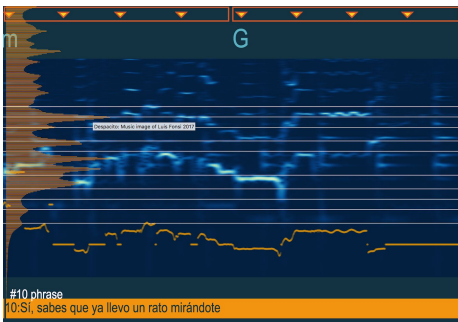 m
G
Despacito: Music image of Luis Fonsi 2017
#10 phrase
10:Sí, sabes que ya llevo un rato mirándote